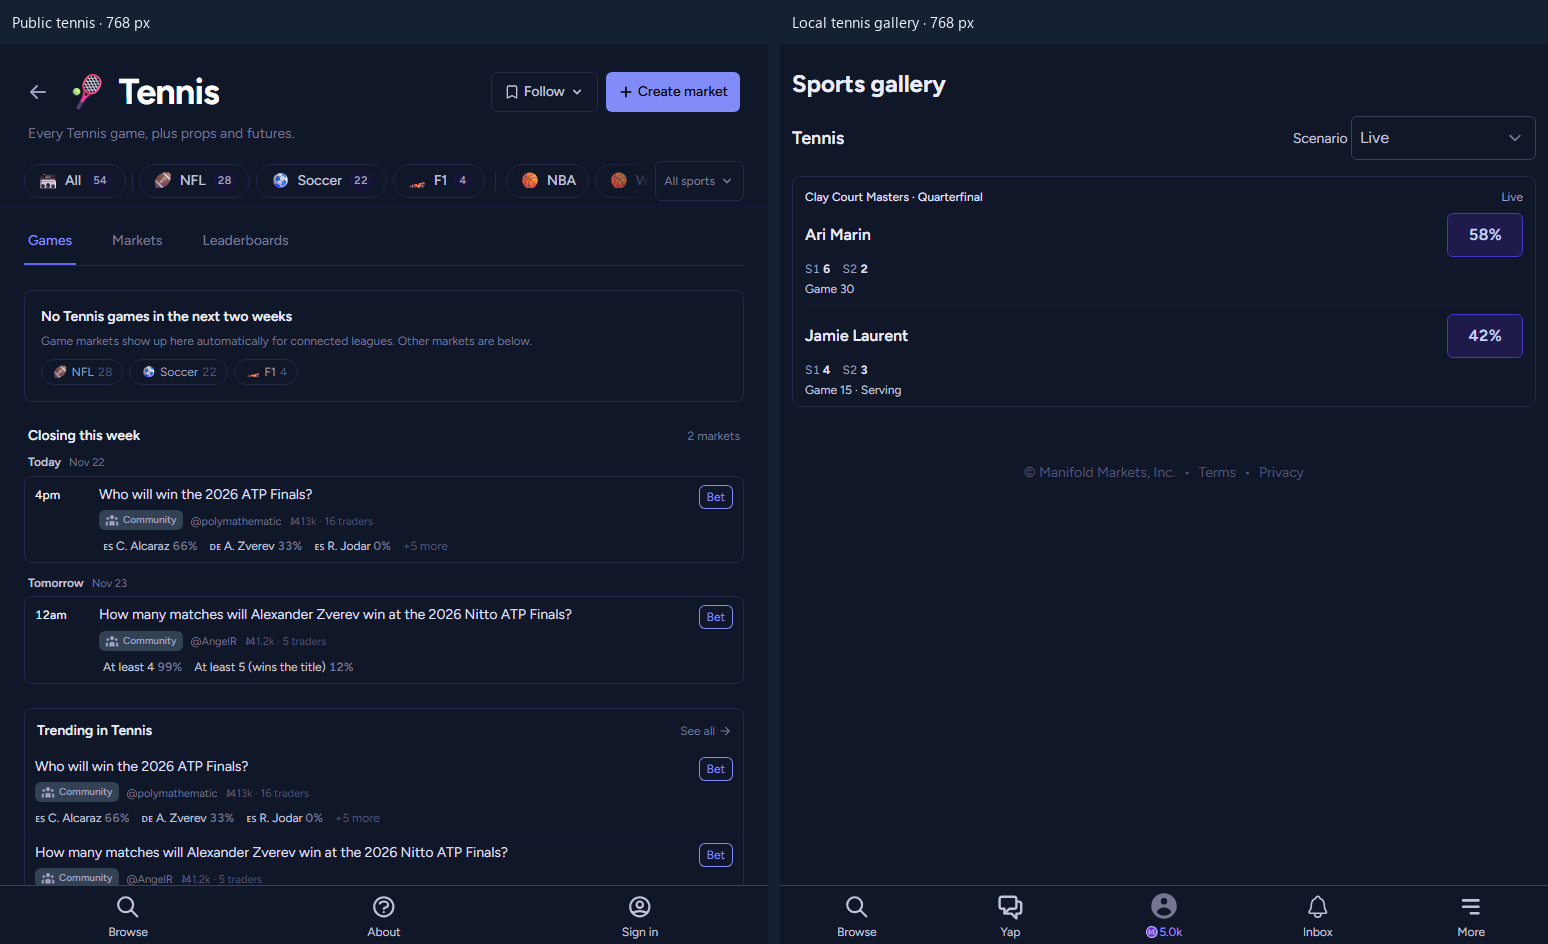 Public tennis · 768 px
Tennis
Follow
+ Create market
Every Tennis game, plus props and futures.
All 54
NFL 28
Soccer 22
F1 4
NBA
W
All sports
Games
Markets
Leaderboards
No Tennis games in the next two weeks
Game markets show up here automatically for connected leagues. Other markets are below.
NFL 28
Soccer 22
F1 4
Closing this week
2 markets
Today Nov 22
4pm
Who will win the 2026 ATP Finals?
Bet
Community @polymathematic M13k · 16 traders
ES C. Alcaraz 66% DE A. Zverev 33% ES R. Jodar 0% +5 more
Tomorrow Nov 23
12am
How many matches will Alexander Zverev win at the 2026 Nitto ATP Finals?
Bet
Community @AngelR M1.2k · 5 traders
At least 4 99% At least 5 (wins the title) 12%
Trending in Tennis
See all →
Who will win the 2026 ATP Finals?
Bet
Community @polymathematic M13k · 16 traders
ES C. Alcaraz 66% DE A. Zverev 33% ES R. Jodar 0% +5 more
How many matches will Alexander Zverev win at the 2026 Nitto ATP Finals?
Bet
Community @AngelR M1.2k · 5 traders
Browse
About
Sign in
Local tennis gallery · 768 px
Sports gallery
Tennis
Scenario Live
Clay Court Masters · Quarterfinal
Live
Ari Marin
58%
S1 6 S2 2
Game 30
Jamie Laurent
42%
S1 4 S2 3
Game 15 · Serving
© Manifold Markets, Inc. • Terms • Privacy
Browse
Yap
M 5.0k
Inbox
More